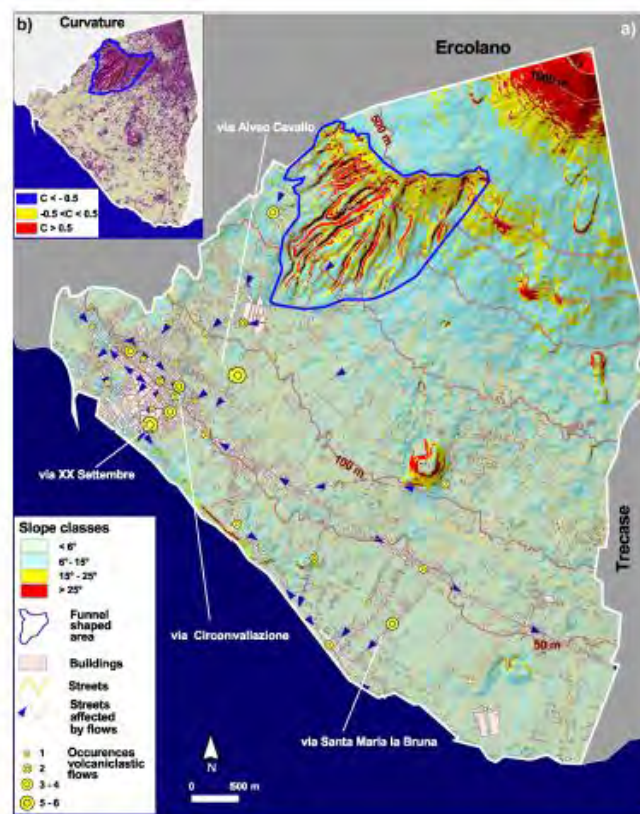 b)
Curvature
a)
Ercolano
1000 m
500 m
via Alveo Cavallo
C < - 0.5
-0.5 <C < 0.5
C > 0.5
100 m
via XX Settembre
Trecase
Slope classes
< 6°
6°- 15°
15° - 25°
> 25°
Funnel
shaped
area
via Circonvallazione
50 m
Buildings
Streets
Streets
affected
by flows
via Santa Maria la Bruna
Occurences
volcaniclastic
flows
1
2
3 - 4
5 - 6
N
0 500 m